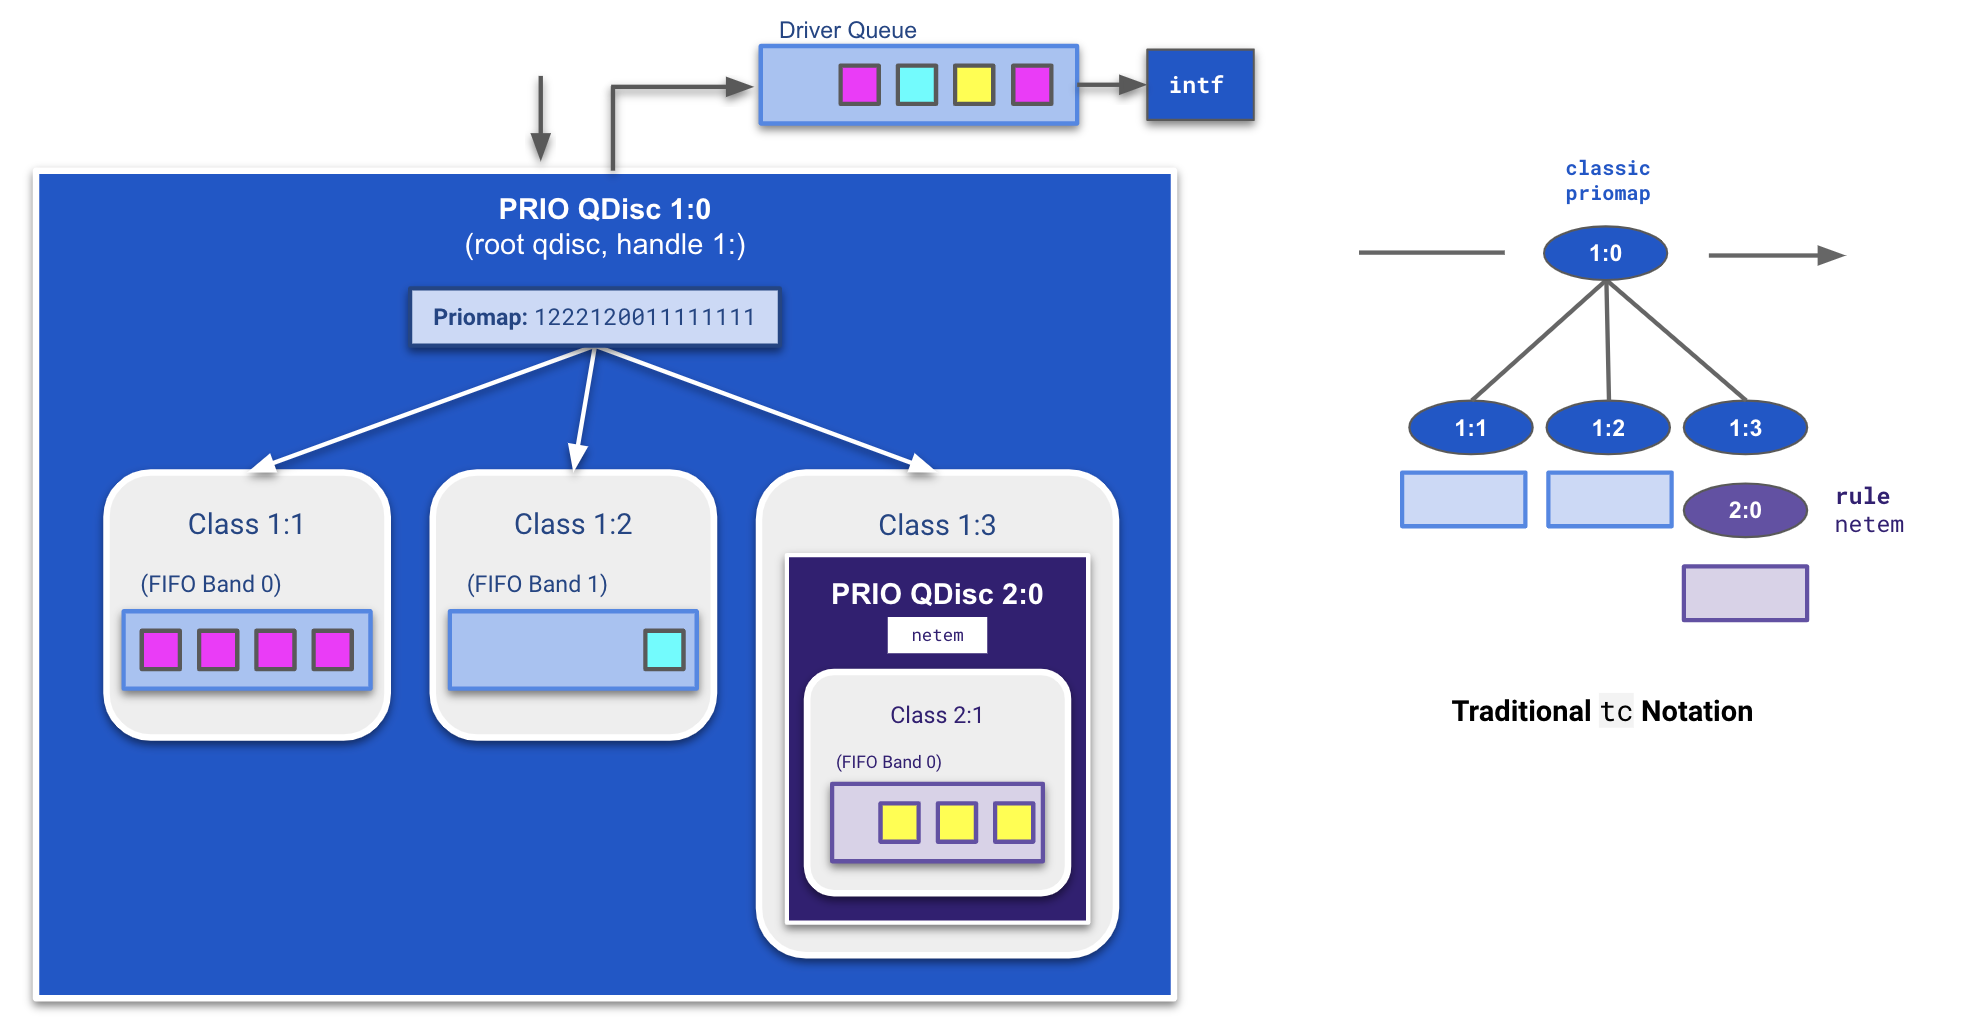 Driver Queue
intf
PRIO QDisc 1:0
(root qdisc, handle 1:)
Priomap: 1222120011111111
Class 1:1
(FIFO Band 0)
Class 1:2
(FIFO Band 1)
Class 1:3
PRIO QDisc 2:0
netem
Class 2:1
(FIFO Band 0)
classic
priomap
1:0
1:1
1:2
1:3
2:0
rule
netem
Traditional tc Notation